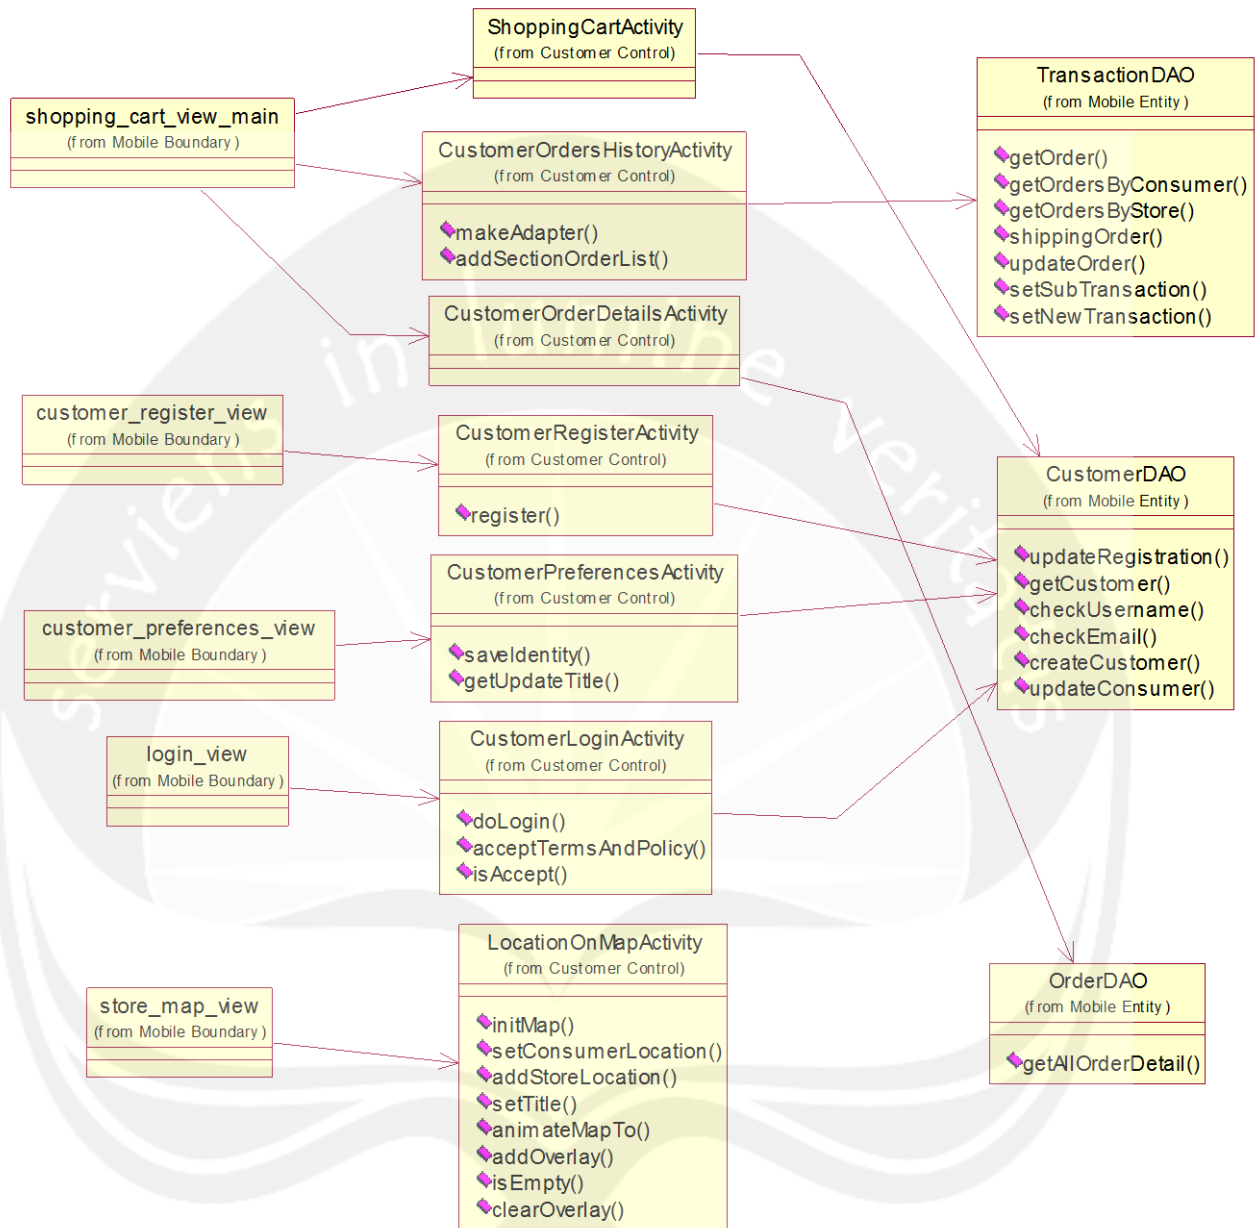 ShoppingCartActivity
(from Customer Control)
TransactionDAO
(from Mobile Entity)
getOrder()
getOrdersByConsumer()
getOrdersByStore()
shippingOrder()
updateOrder()
setSubTransaction()
setNewTransaction()
shopping_cart_view_main
(from Mobile Boundary)
CustomerOrdersHistoryActivity
(from Customer Control)
makeAdapter()
addSectionOrderList()
CustomerOrderDetailsActivity
(from Customer Control)
customer_register_view
(from Mobile Boundary)
CustomerRegisterActivity
(from Customer Control)
register()
CustomerDAO
(from Mobile Entity)
updateRegistration()
getCustomer()
checkUsername()
checkEmail()
createCustomer()
updateConsumer()
customer_preferences_view
(from Mobile Boundary)
CustomerPreferencesActivity
(from Customer Control)
saveIdentity()
getUpdateTitle()
login_view
(from Mobile Boundary)
CustomerLoginActivity
(from Customer Control)
doLogin()
acceptTermsAndPolicy()
isAccept()
store_map_view
(from Mobile Boundary)
LocationOnMapActivity
(from Customer Control)
initMap()
setConsumerLocation()
addStoreLocation()
setTitle()
animateMapTo()
addOverlay()
isEmpty()
clearOverlay()
OrderDAO
(from Mobile Entity)
getAllOrderDetail()
serviens in lumine veritatis